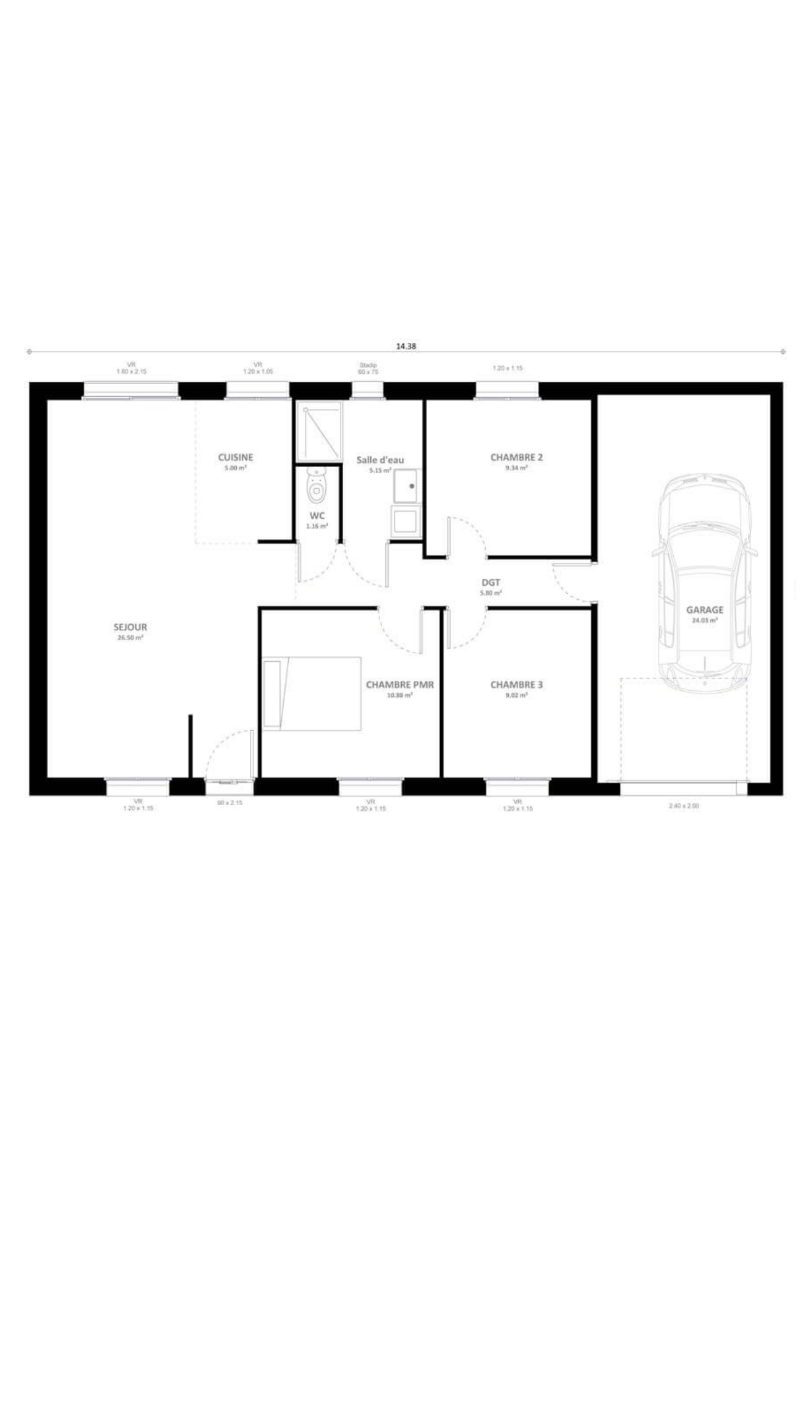 14.38
VR
1.60 x 2.15
VR
1.20 x 1.05
Stadip
60 x 75
1.20 x 1.15
CUISINE
5.00 m²
Salle d'eau
5.15 m²
CHAMBRE 2
9.34 m²
WC
1.16 m²
DGT
5.80 m²
GARAGE
24.03 m²
SEJOUR
26.50 m²
CHAMBRE PMR
10.88 m²
CHAMBRE 3
9.02 m²
VR
1.20 x 1.15
90 x 2.15
VR
1.20 x 1.15
VR
1.20 x 1.15
2.40 x 2.00